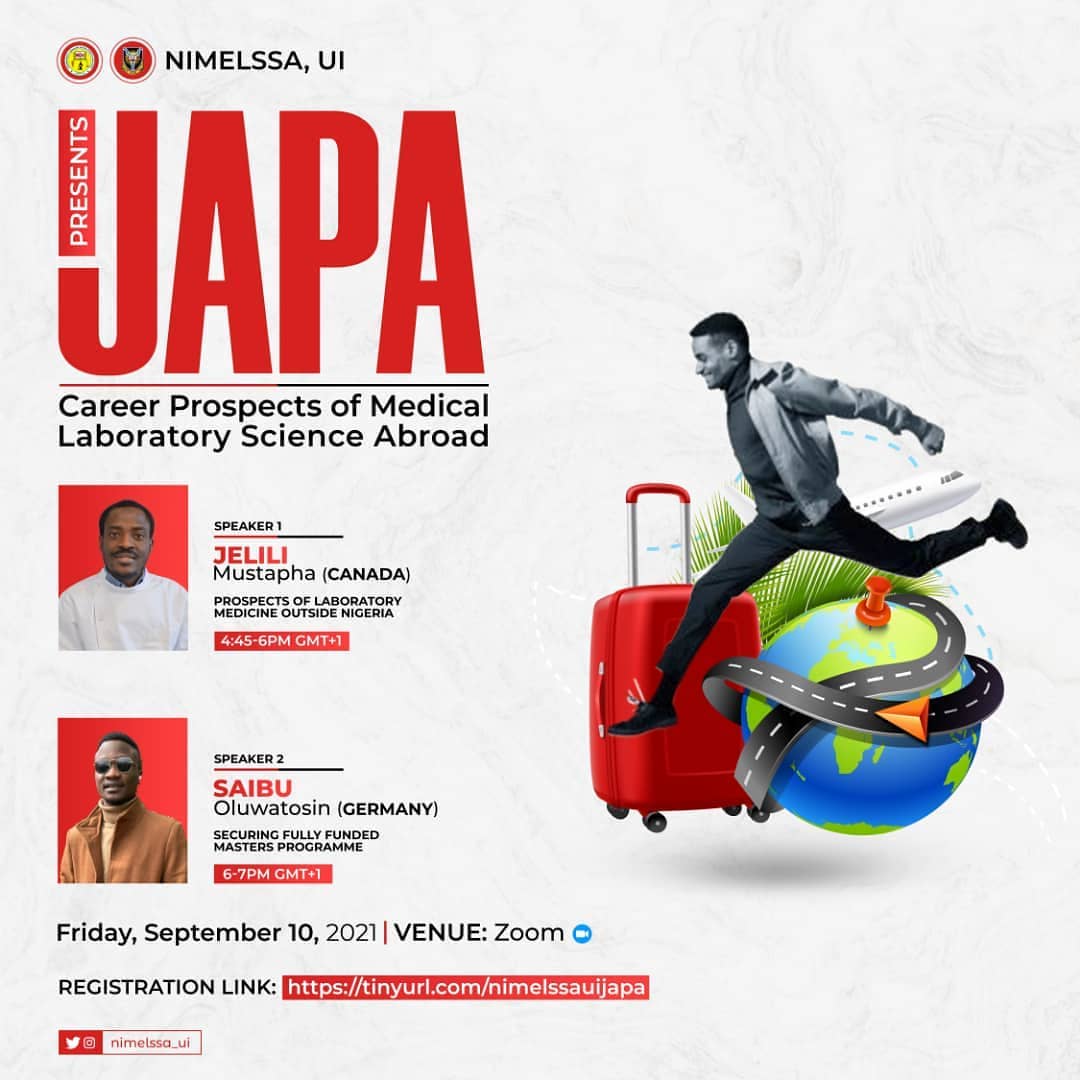 NIMELSSA, UI
PRESENTS
JAPA
Career Prospects of Medical
Laboratory Science Abroad
SPEAKER 1
JELILI
Mustapha (CANADA)
PROSPECTS OF LABORATORY
MEDICINE OUTSIDE NIGERIA
4:45-6PM GMT+1
SPEAKER 2
SAIBU
Oluwatosin (GERMANY)
SECURING FULLY FUNDED
MASTERS PROGRAMME
6-7PM GMT+1
Friday, September 10, 2021 | VENUE: Zoom
REGISTRATION LINK: https://tinyurl.com/nimelssauijapa
nimelssa_ui